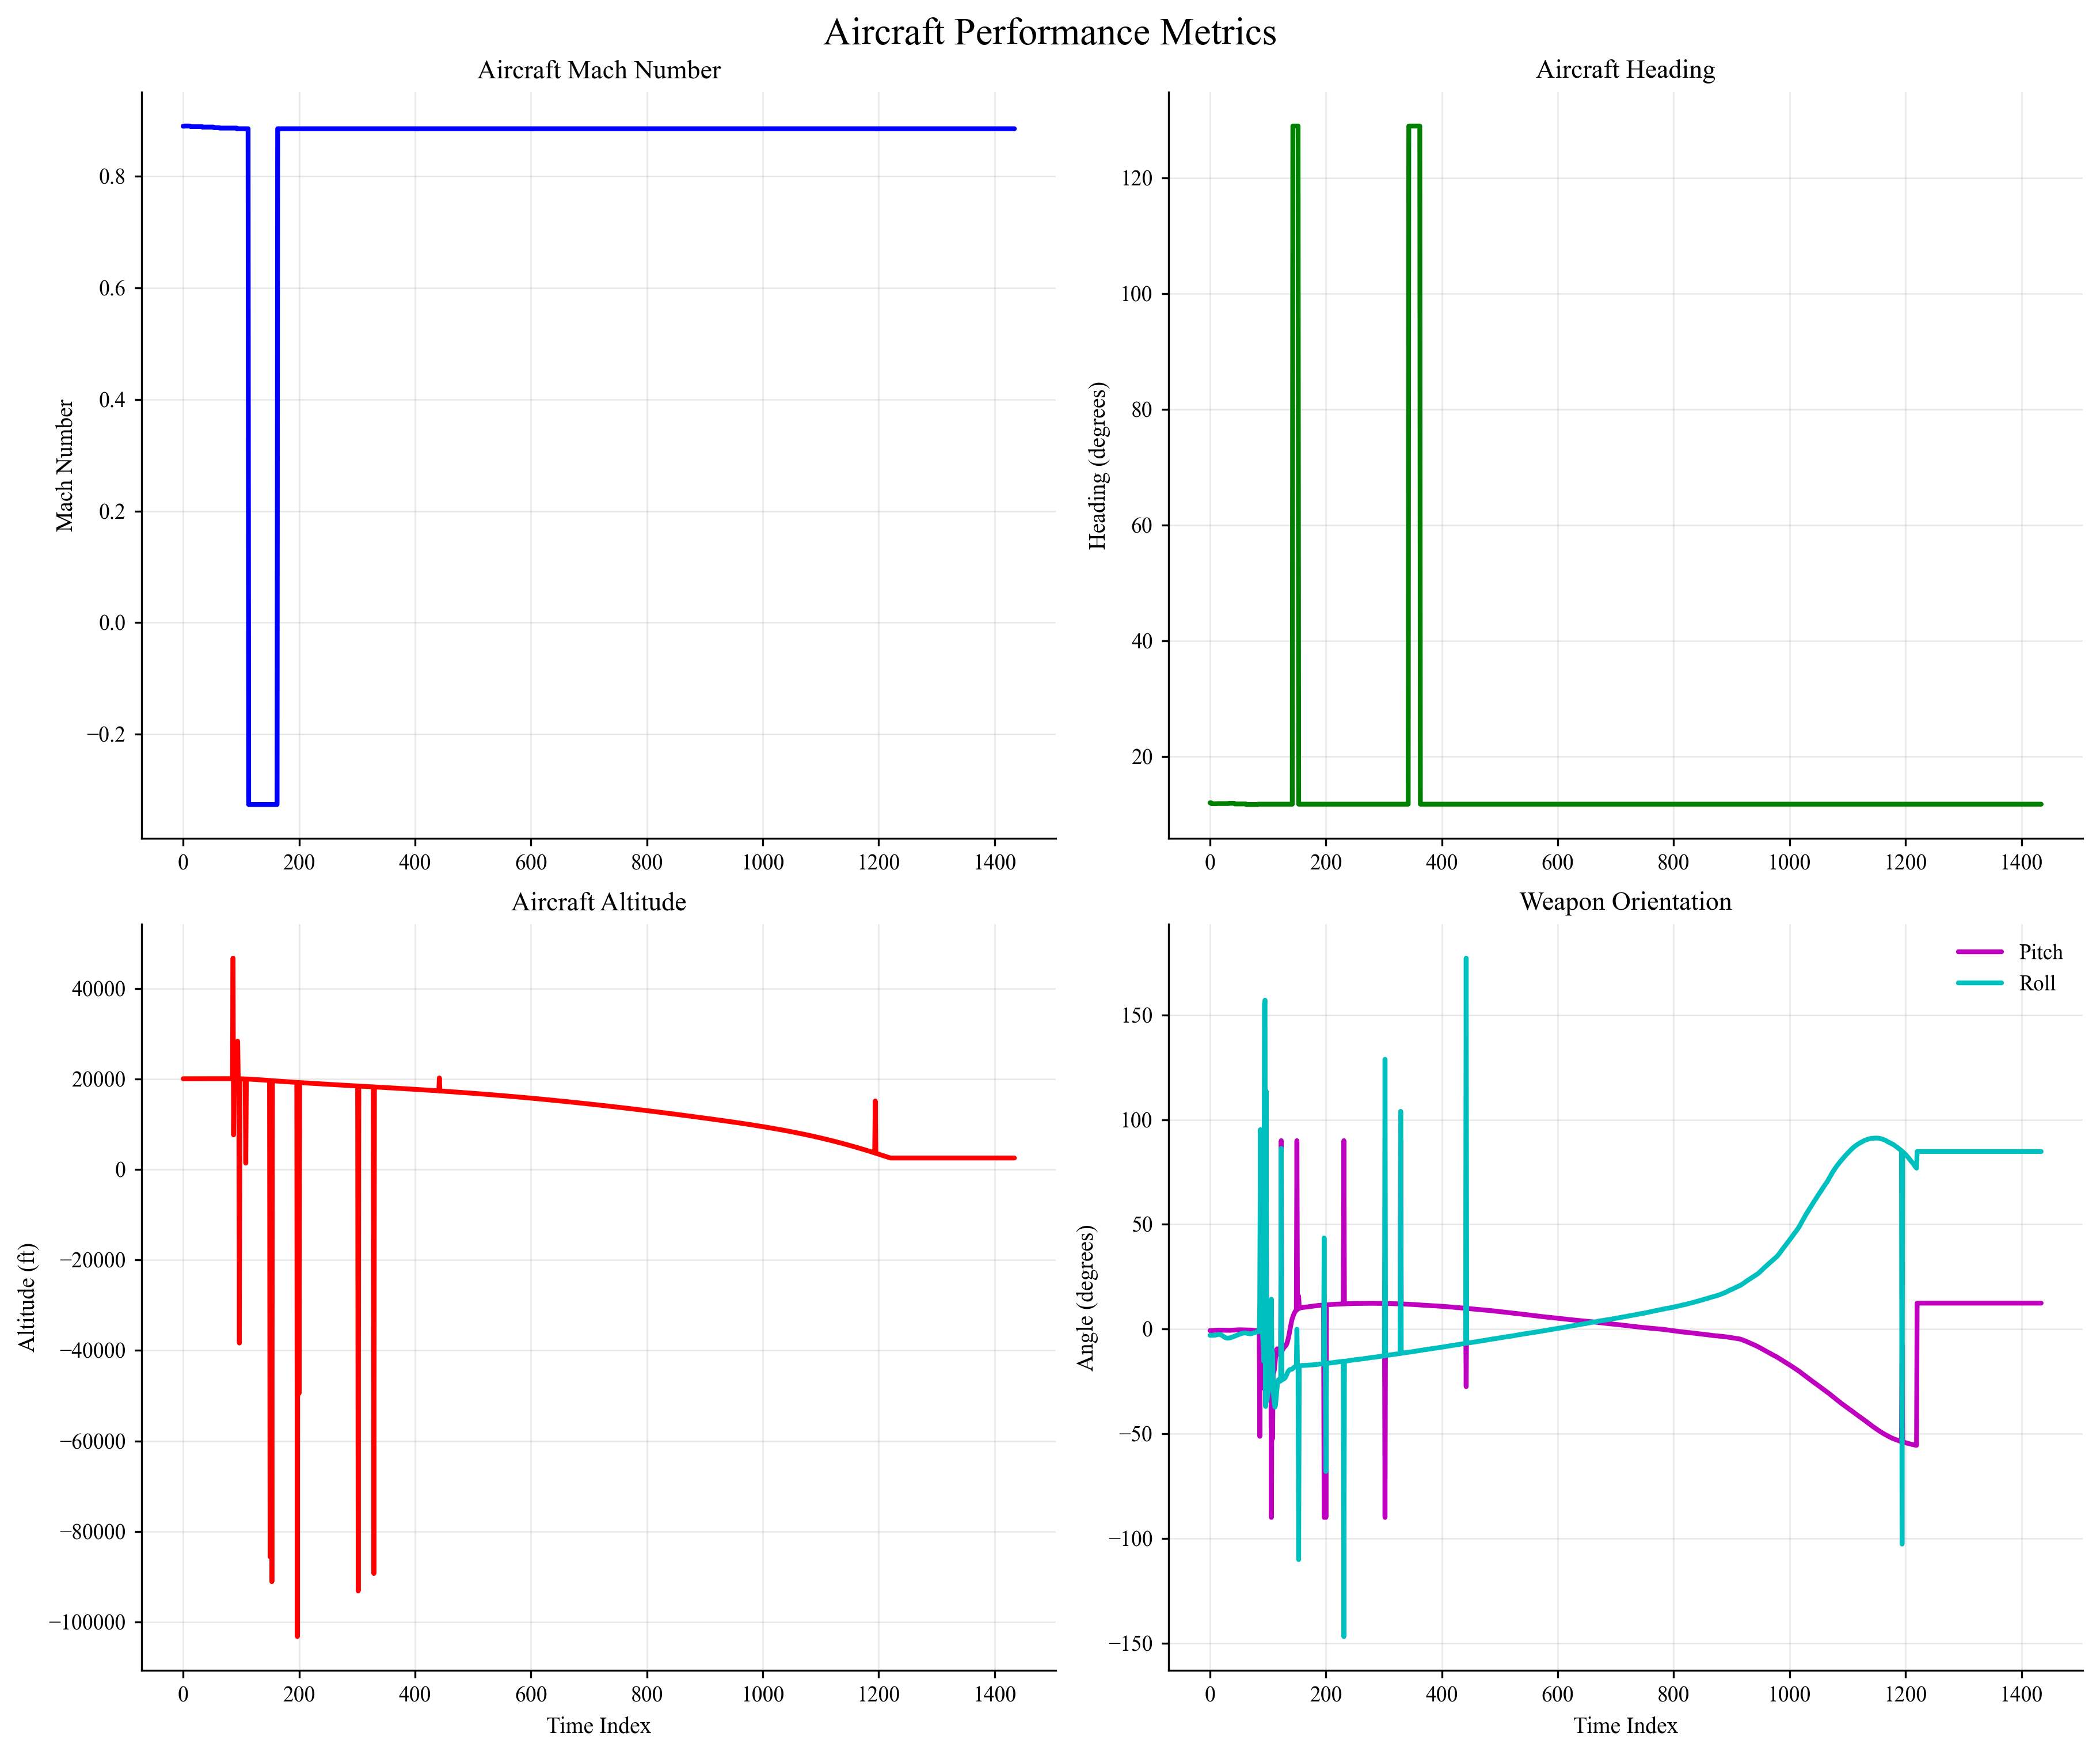 Aircraft Performance Metrics
Aircraft Mach Number
Mach Number
0.8
0.6
0.4
0.2
0.0
−0.2
0 200 400 600 800 1000 1200 1400
Aircraft Heading
Heading (degrees)
120
100
80
60
40
20
0 200 400 600 800 1000 1200 1400
Aircraft Altitude
Altitude (ft)
40000
20000
0
−20000
−40000
−60000
−80000
−100000
0 200 400 600 800 1000 1200 1400
Time Index
Weapon Orientation
Pitch
Roll
Angle (degrees)
150
100
50
0
−50
−100
−150
0 200 400 600 800 1000 1200 1400
Time Index